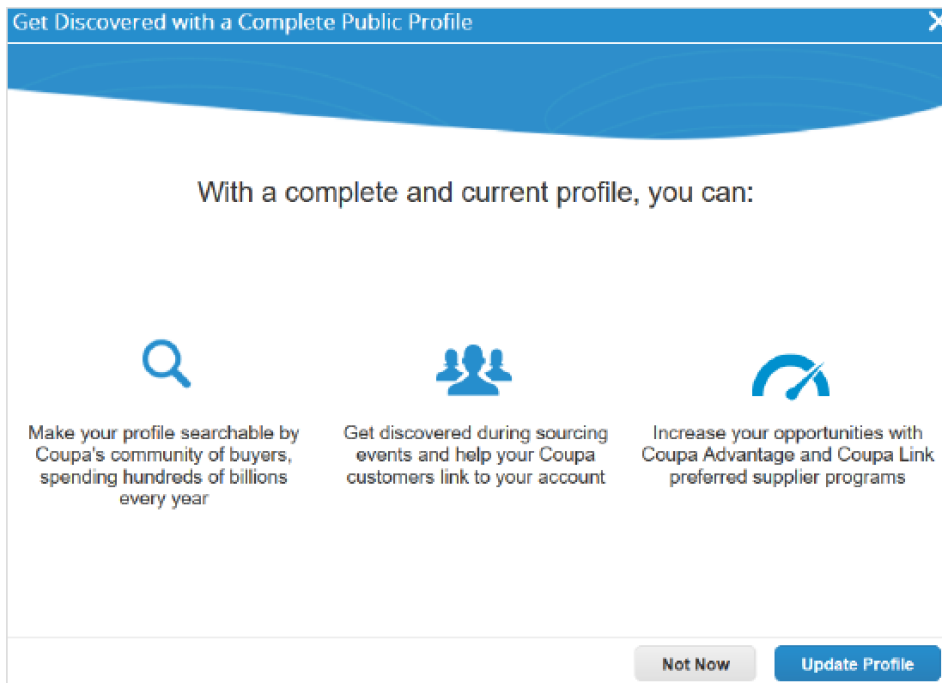 Get Discovered with a Complete Public Profile
With a complete and current profile, you can:
Make your profile searchable by
Coupa's community of buyers,
spending hundreds of billions
every year
Get discovered during sourcing
events and help your Coupa
customers link to your account
Increase your opportunities with
Coupa Advantage and Coupa Link
preferred supplier programs
Not Now
Update Profile